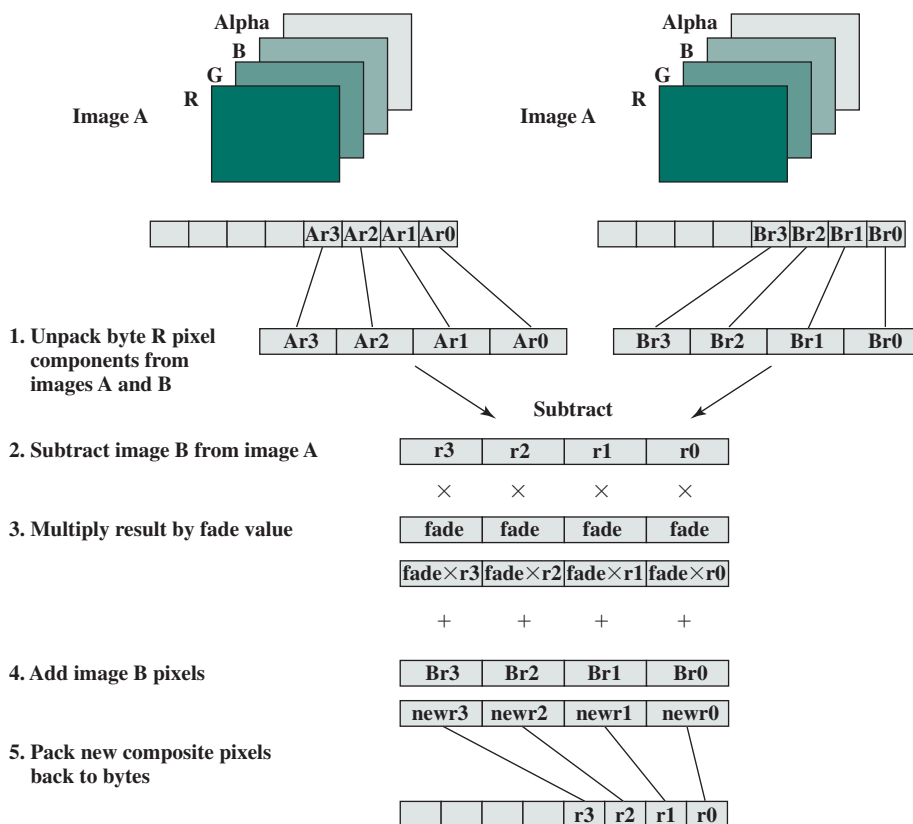 Alpha
B
G
R
Image A
Alpha
B
G
R
Image A
Ar3 Ar2 Ar1 Ar0
Br3 Br2 Br1 Br0
1. Unpack byte R pixel
components from
images A and B
Ar3 Ar2 Ar1 Ar0
Br3 Br2 Br1 Br0
Subtract
2. Subtract image B from image A
r3 r2 r1 r0
× × × ×
3. Multiply result by fade value
fade fade fade fade
fade×r3 fade×r2 fade×r1 fade×r0
+ + + +
4. Add image B pixels
Br3 Br2 Br1 Br0
newr3 newr2 newr1 newr0
5. Pack new composite pixels
back to bytes
r3 r2 r1 r0